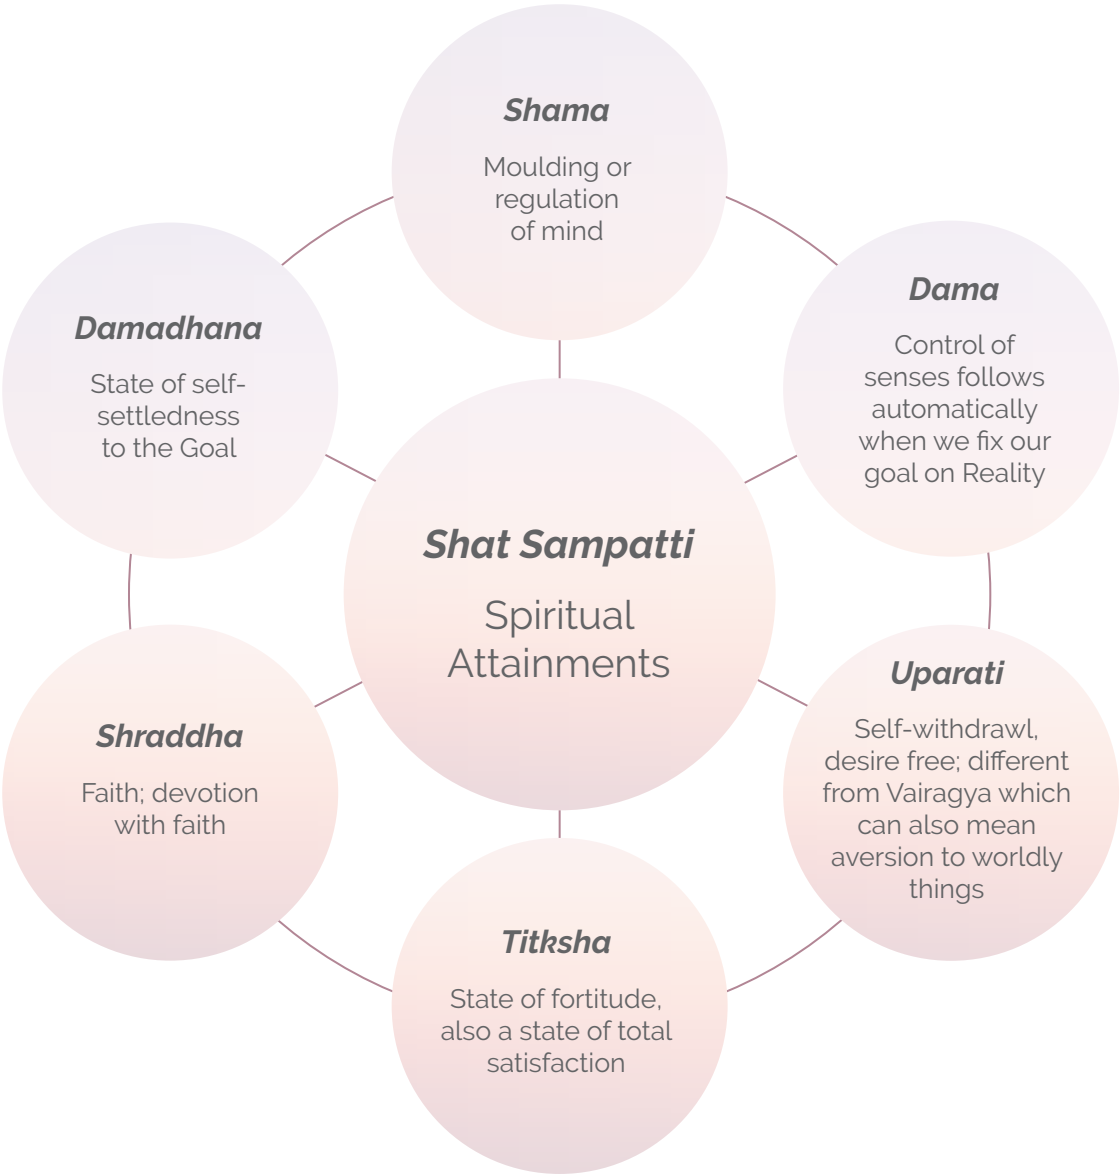 Shama
Moulding or
regulation
of mind
Dama
Control of
senses follows
automatically
when we fix our
goal on Reality
Uparati
Self-withdrawl,
desire free; different
from Vairagya which
can also mean
aversion to worldly
things
Titksha
State of fortitude,
also a state of total
satisfaction
Shraddha
Faith; devotion
with faith
Damadhana
State of self-
settledness
to the Goal
Shat Sampatti
Spiritual
Attainments